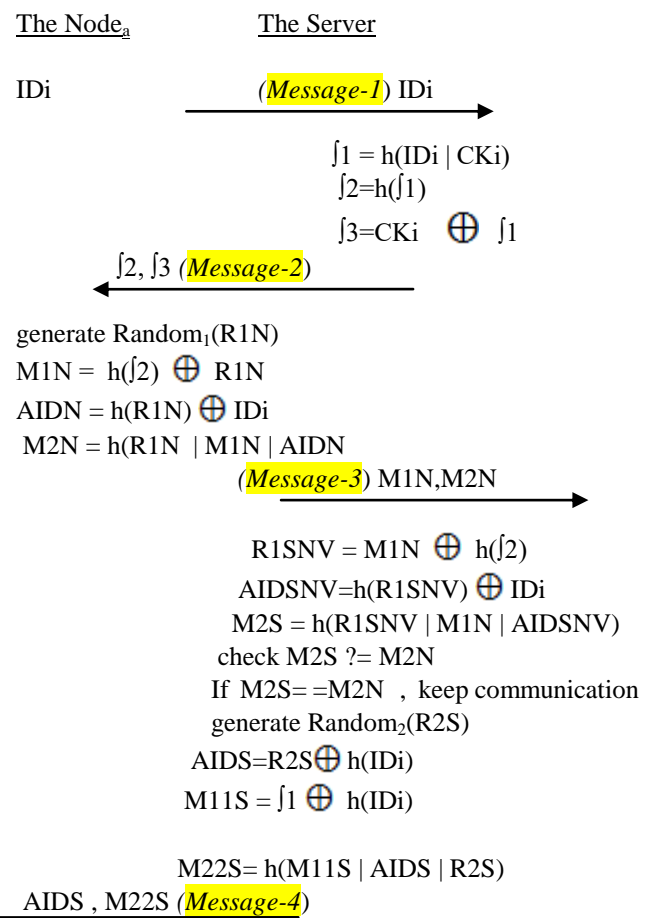 The Nodeₐ The Server
IDi (Message-1) IDi
∫1 = h(IDi | CKi)
∫2=h(∫1)
∫3=CKi ⊕ ∫1
∫2, ∫3 (Message-2)
generate Random₁(R1N)
M1N = h(∫2) ⊕ R1N
AIDN = h(R1N) ⊕ IDi
M2N = h(R1N | M1N | AIDN
(Message-3) M1N,M2N
R1SNV = M1N ⊕ h(∫2)
AIDSNV=h(R1SNV) ⊕ IDi
M2S = h(R1SNV | M1N | AIDSNV)
check M2S ?= M2N
If M2S= =M2N , keep communication
generate Random₂(R2S)
AIDS=R2S⊕ h(IDi)
M11S = ∫1 ⊕ h(IDi)
M22S= h(M11S | AIDS | R2S)
AIDS , M22S (Message-4)